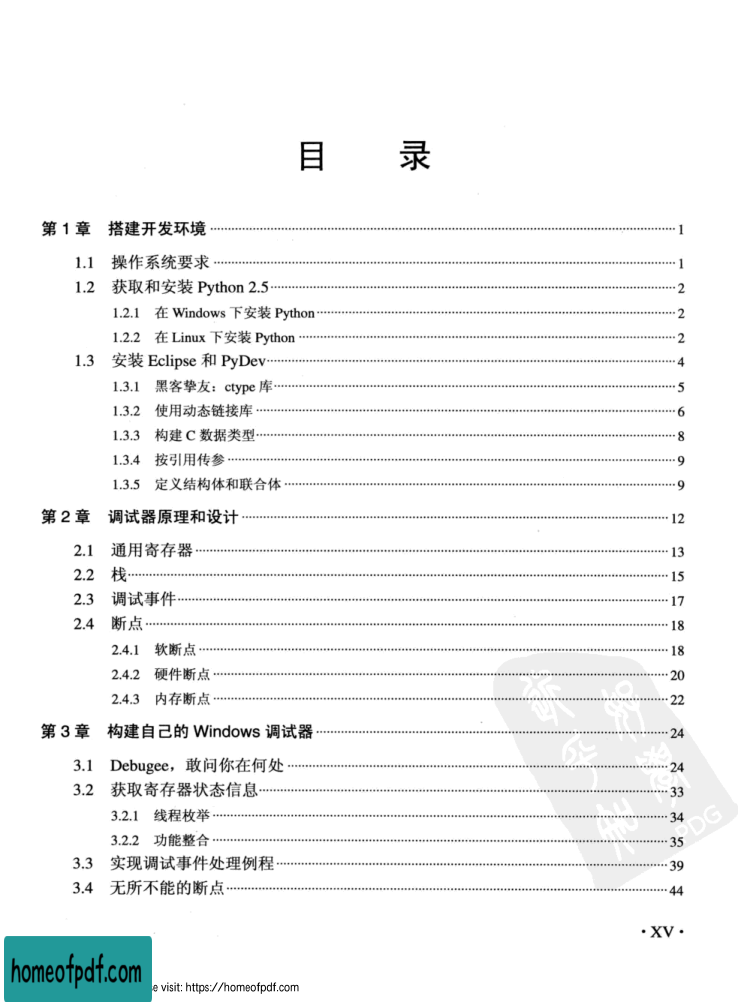 目 录
第 1 章 搭建开发环境 1
1.1 操作系统要求 1
1.2 获取和安装 Python 2.5 2
1.2.1 在 Windows 下安装 Python 2
1.2.2 在 Linux 下安装 Python 2
1.3 安装 Eclipse 和 PyDev 4
1.3.1 黑客挚友：ctype 库 5
1.3.2 使用动态链接库 6
1.3.3 构建 C 数据类型 8
1.3.4 按引用传参 9
1.3.5 定义结构体和联合体 9
第 2 章 调试器原理和设计 12
2.1 通用寄存器 13
2.2 栈 15
2.3 调试事件 17
2.4 断点 18
2.4.1 软断点 18
2.4.2 硬件断点 20
2.4.3 内存断点 22
第 3 章 构建自己的 Windows 调试器 24
3.1 Debugee，敢问你在何处 24
3.2 获取寄存器状态信息 33
3.2.1 线程枚举 34
3.2.2 功能整合 35
3.3 实现调试事件处理例程 39
3.4 无所不能的断点 44
PDG
· XV ·
homeofpdf.com
e visit: https://homeofpdf.com